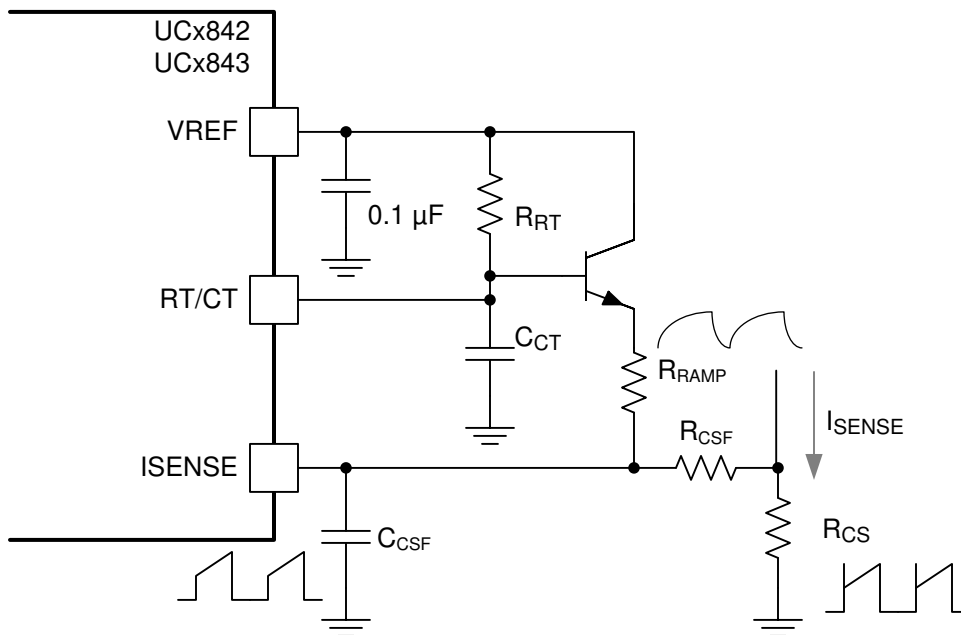 UCx842
UCx843
VREF
0.1 µF
RRT
RT/CT
CCT
RRAMP
ISENSE
RCSF
ISENSE
CCSF
RCS